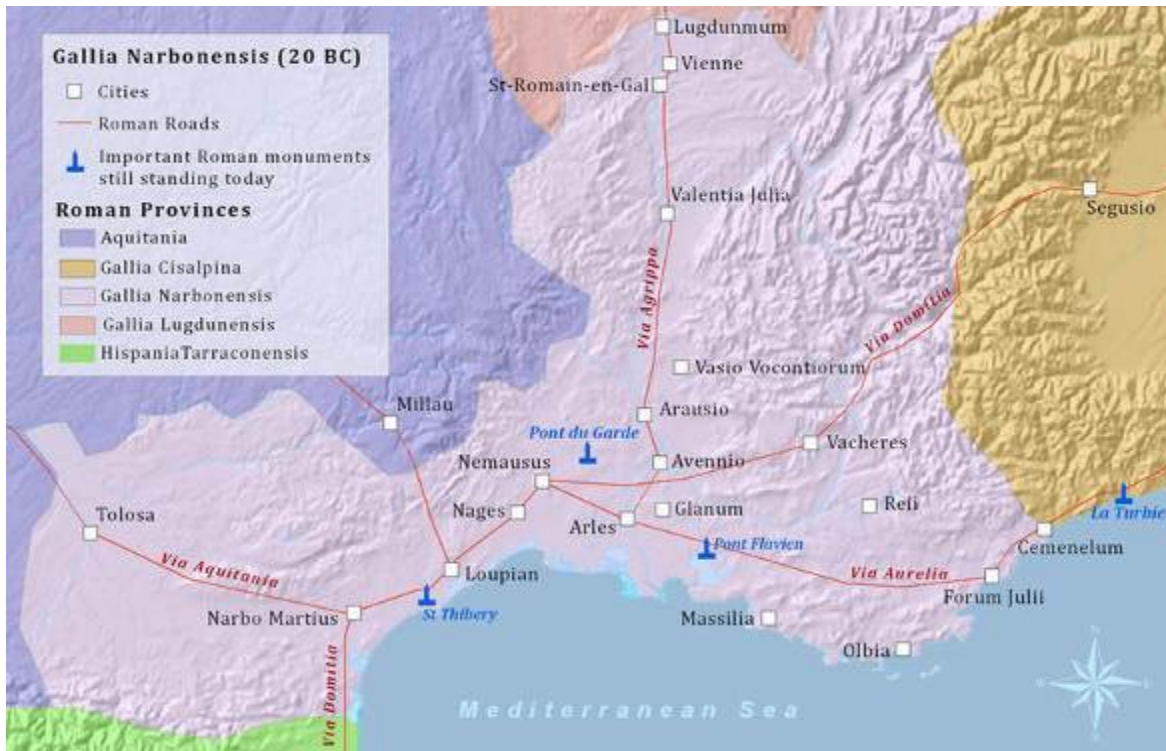 Gallia Narbonensis (20 BC)
Cities
Roman Roads
Important Roman monuments
still standing today
Roman Provinces
Aquitania
Gallia Cisalpina
Gallia Narbonensis
Gallia Lugdunensis
HispaniaTarraconensis
Lugdunmum
Vienne
St-Romain-en-Gal
Valentia Julia
Segusio
Via Agrippa
Via Domitia
Vasio Vocontiorum
Millau
Arausio
Pont du Garde
Vacheres
Avennio
Nemausus
Nages
Glanum
Reii
La Turbie
Arles
Tolosa
Pont Flavien
Cemenelum
Via Aquitania
Loupian
Via Aurelia
Forum Julii
St Thibery
Narbo Martius
Massilia
Olbia
Via Domitia
Mediterranean Sea
N
W
E
S